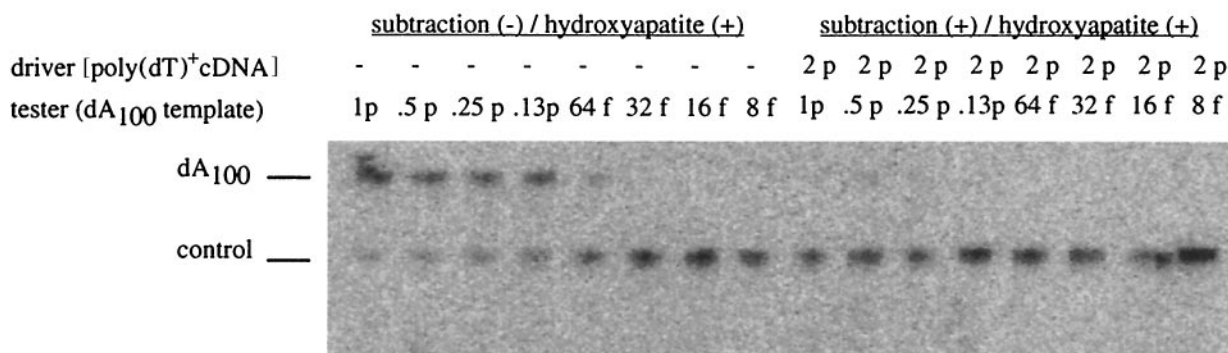 subtraction (-) / hydroxyapatite (+) subtraction (+) / hydroxyapatite (+)
driver [poly(dT)+cDNA] - - - - - - - - 2 p 2 p 2 p 2 p 2 p 2 p 2 p 2 p
tester (dA100 template) 1p .5 p .25 p .13p 64 f 32 f 16 f 8 f 1p .5 p .25 p .13p 64 f 32 f 16 f 8 f
dA100
control